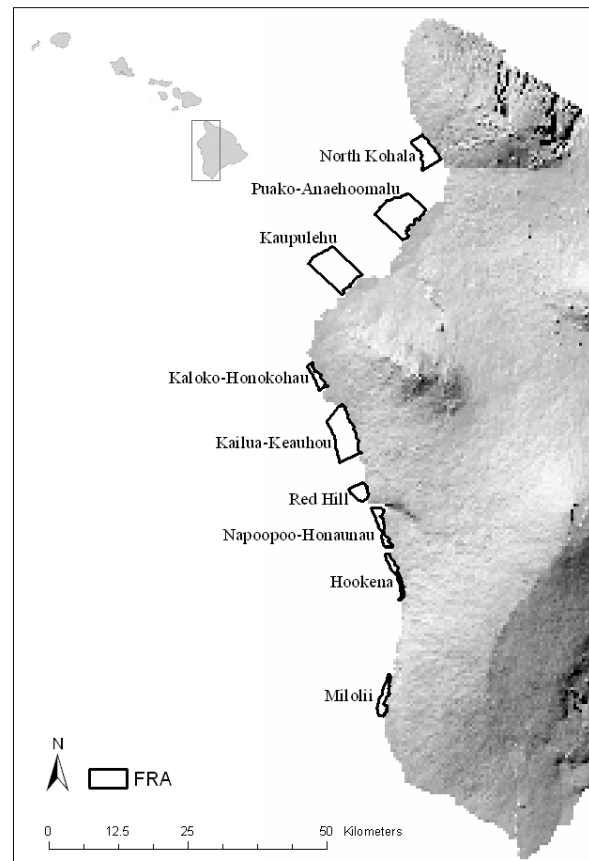 North Kohala
Puako-Anaehoomalu
Kaupulehu
Kaloko-Honokohau
Kailua-Keauhou
Red Hill
Napoopoo-Honaunau
Hookena
Milolii
N
FRA
0 12.5 25 50 Kilometers